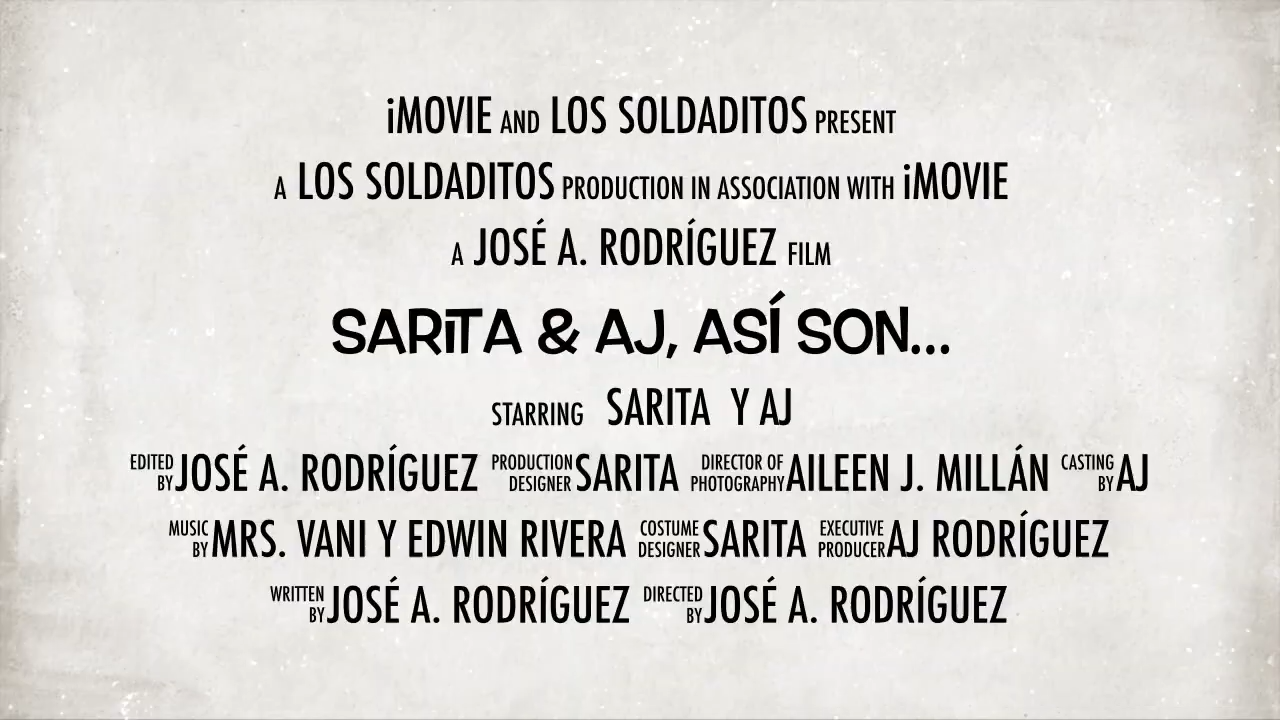 iMOVIE AND LOS SOLDADITOS PRESENT
A LOS SOLDADITOS PRODUCTION IN ASSOCIATION WITH iMOVIE
A JOSÉ A. RODRÍGUEZ FILM
SARiTA & AJ, ASÍ SON...
STARRING SARITA Y AJ
EDITED BY JOSÉ A. RODRÍGUEZ PRODUCTION DESIGNER SARITA DIRECTOR OF PHOTOGRAPHY AILEEN J. MILLÁN CASTING BY AJ
MUSIC BY MRS. VANI Y EDWIN RIVERA COSTUME DESIGNER SARITA EXECUTIVE PRODUCER AJ RODRÍGUEZ
WRITTEN BY JOSÉ A. RODRÍGUEZ DIRECTED BY JOSÉ A. RODRÍGUEZ